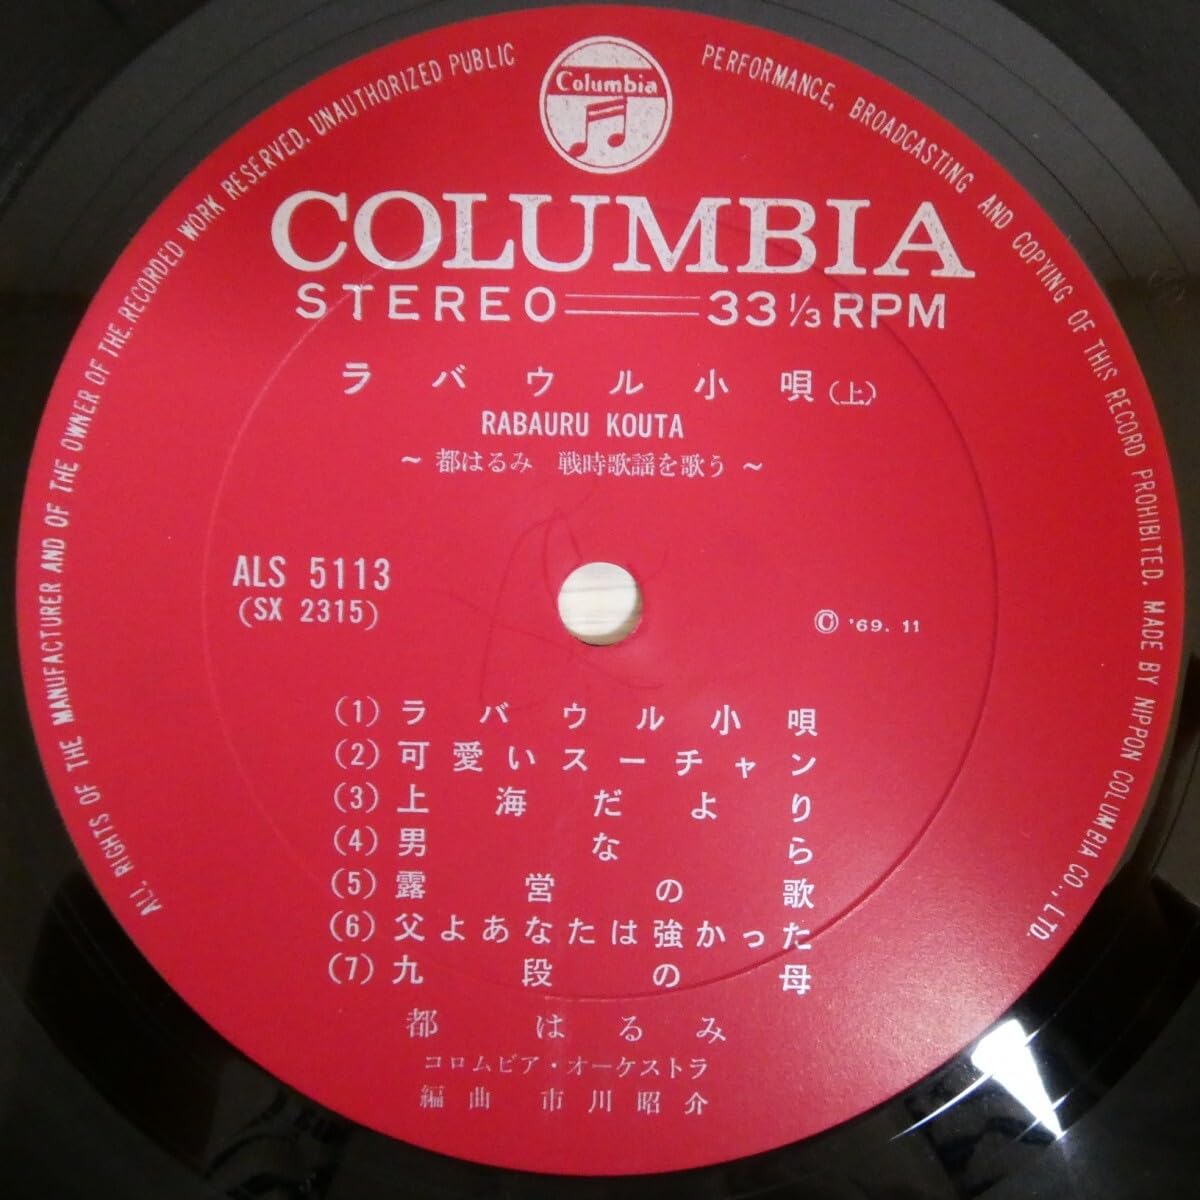 ALL RIGHTS OF THE MANUFACTURER AND OF THE OWNER OF THE RECORDED WORK RESERVED. UNAUTHORIZED PUBLIC PERFORMANCE, BROADCASTING AND COPYING OF THIS RECORD PROHIBITED. MADE BY NIPPON COLUMBIA CO., LTD.
Columbia
COLUMBIA
STEREO 33 1/3 RPM
ラバウル小唄(上)
RABAURU KOUTA
~ 都はるみ 戦時歌謡を歌う ~
ALS 5113
(SX 2315)
© '69. 11
(1) ラバウル小唄
(2) 可愛いスーチャン
(3) 上海だより
(4) 男なら
(5) 露営の歌
(6) 父よあなたは強かった
(7) 九段の母
都はるみ
コロムビア・オーケストラ
編曲 市川昭介